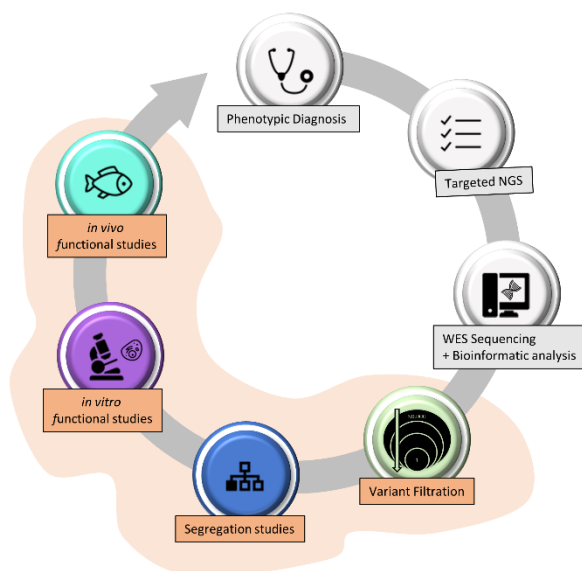 Phenotypic Diagnosis
Targeted NGS
WES Sequencing
+ Bioinformatic analysis
Variant Filtration
Segregation studies
in vitro
functional studies
in vivo
functional studies